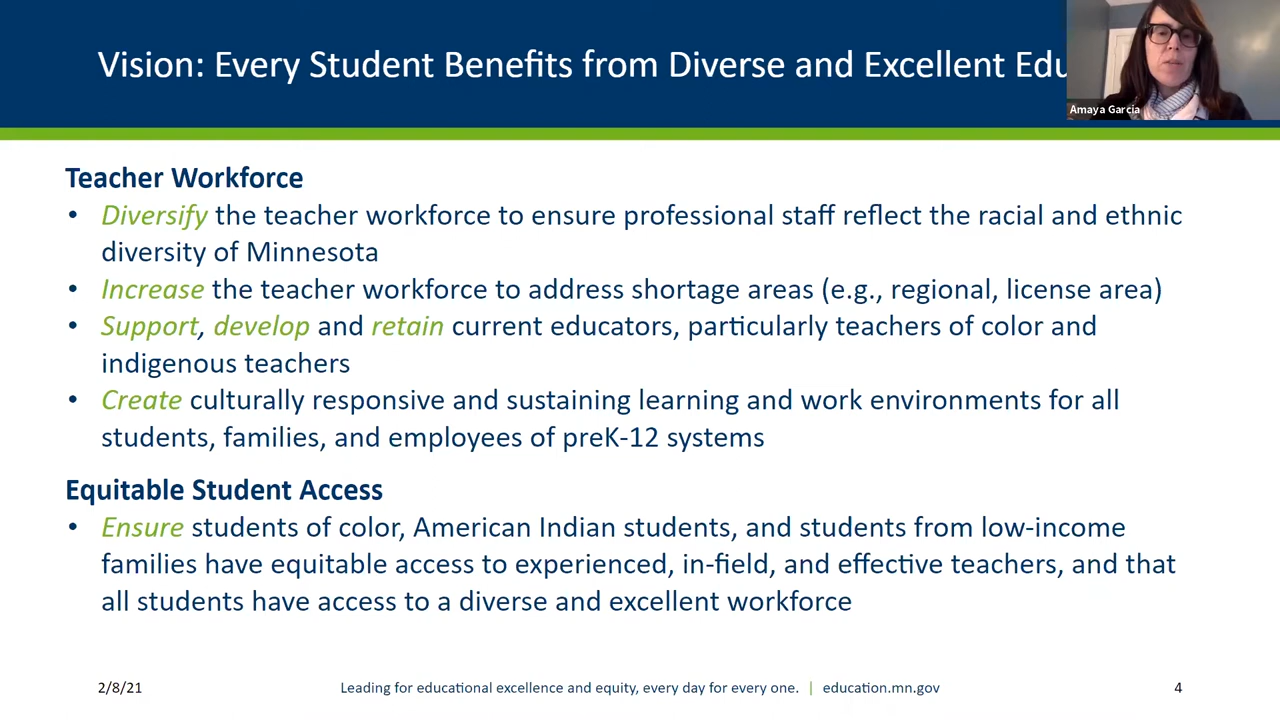 Vision: Every Student Benefits from Diverse and Excellent Edu
Amaya Garcia
Teacher Workforce
• Diversify the teacher workforce to ensure professional staff reflect the racial and ethnic
diversity of Minnesota
• Increase the teacher workforce to address shortage areas (e.g., regional, license area)
• Support, develop and retain current educators, particularly teachers of color and
indigenous teachers
• Create culturally responsive and sustaining learning and work environments for all
students, families, and employees of preK-12 systems
Equitable Student Access
• Ensure students of color, American Indian students, and students from low-income
families have equitable access to experienced, in-field, and effective teachers, and that
all students have access to a diverse and excellent workforce
2/8/21 Leading for educational excellence and equity, every day for every one. | education.mn.gov 4